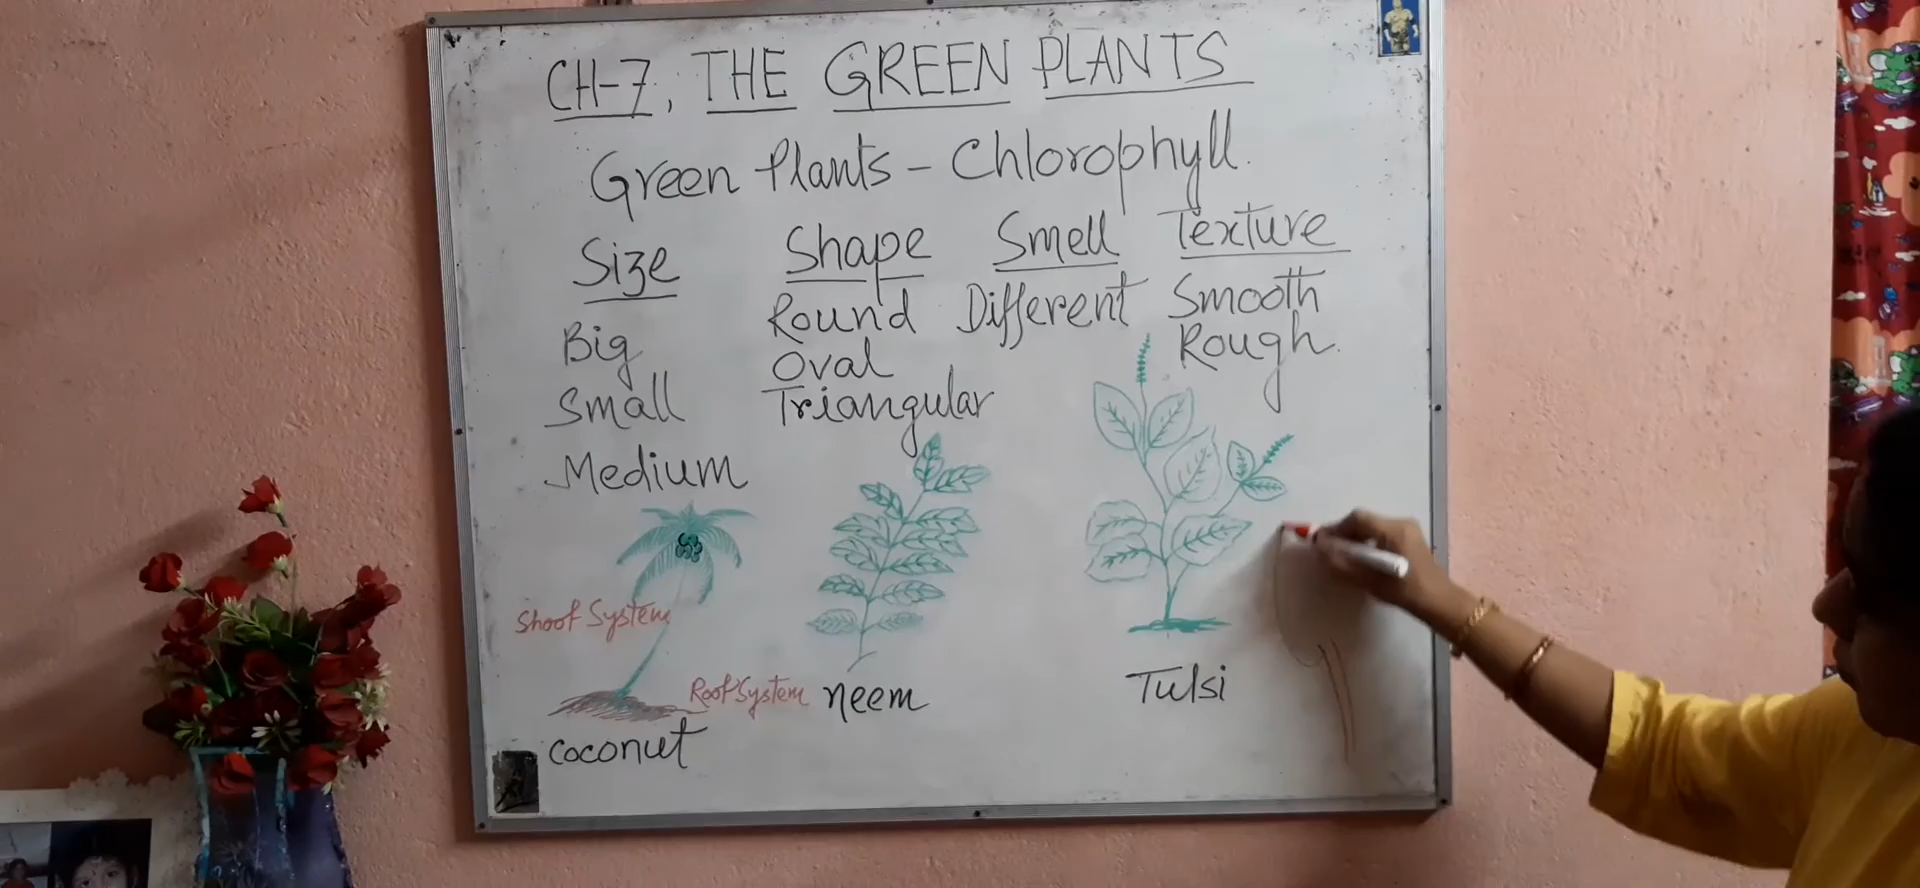 CH-7, THE GREEN PLANTS
Green Plants - Chlorophyll.
Size Shape Smell Texture
Big Round Different Smooth
Small Oval Rough.
Medium Triangular
Shoot System
Root System
coconut neem Tulsi